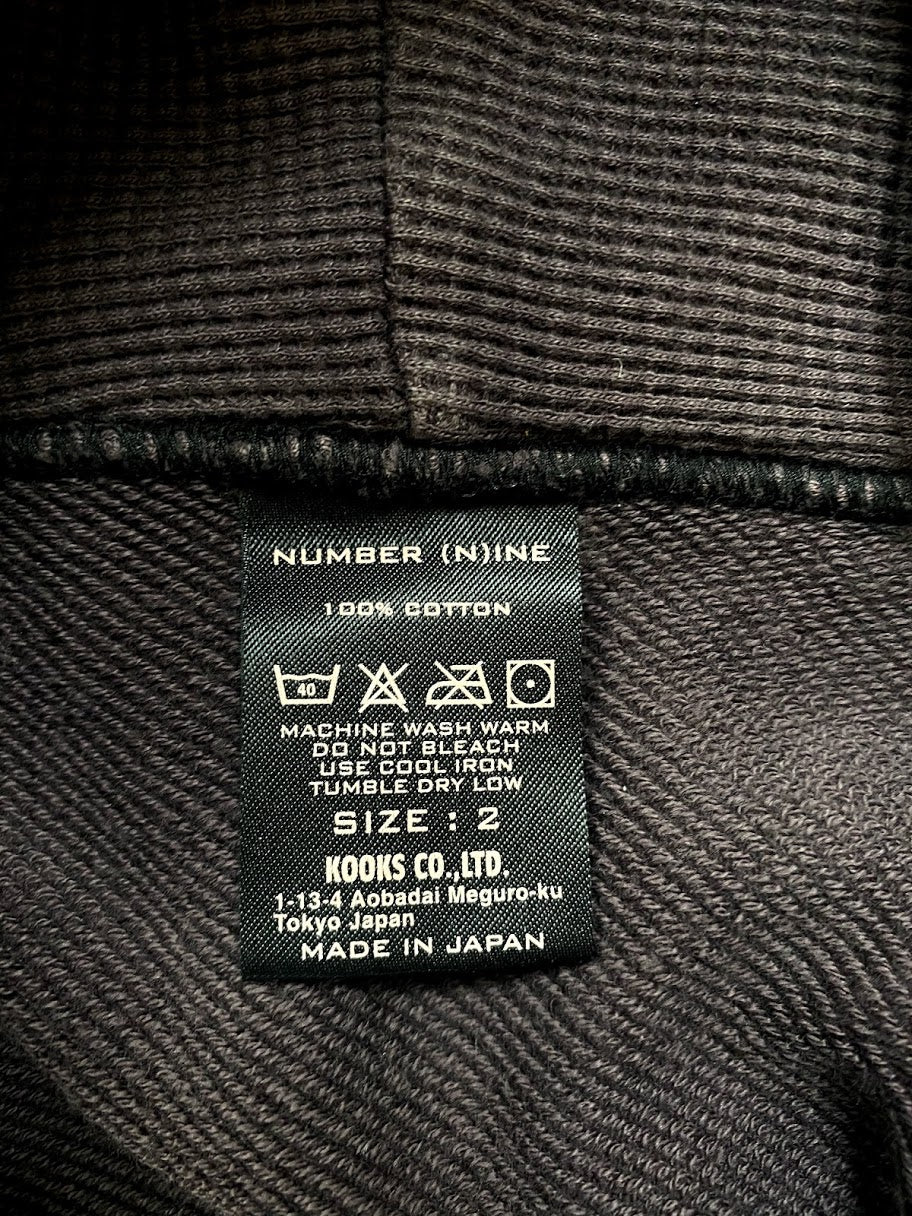 NUMBER (N)INE
100% COTTON
40
MACHINE WASH WARM
DO NOT BLEACH
USE COOL IRON
TUMBLE DRY LOW
SIZE : 2
KOOKS CO.,LTD.
1-13-4 Aobadai Meguro-ku
Tokyo Japan
MADE IN JAPAN